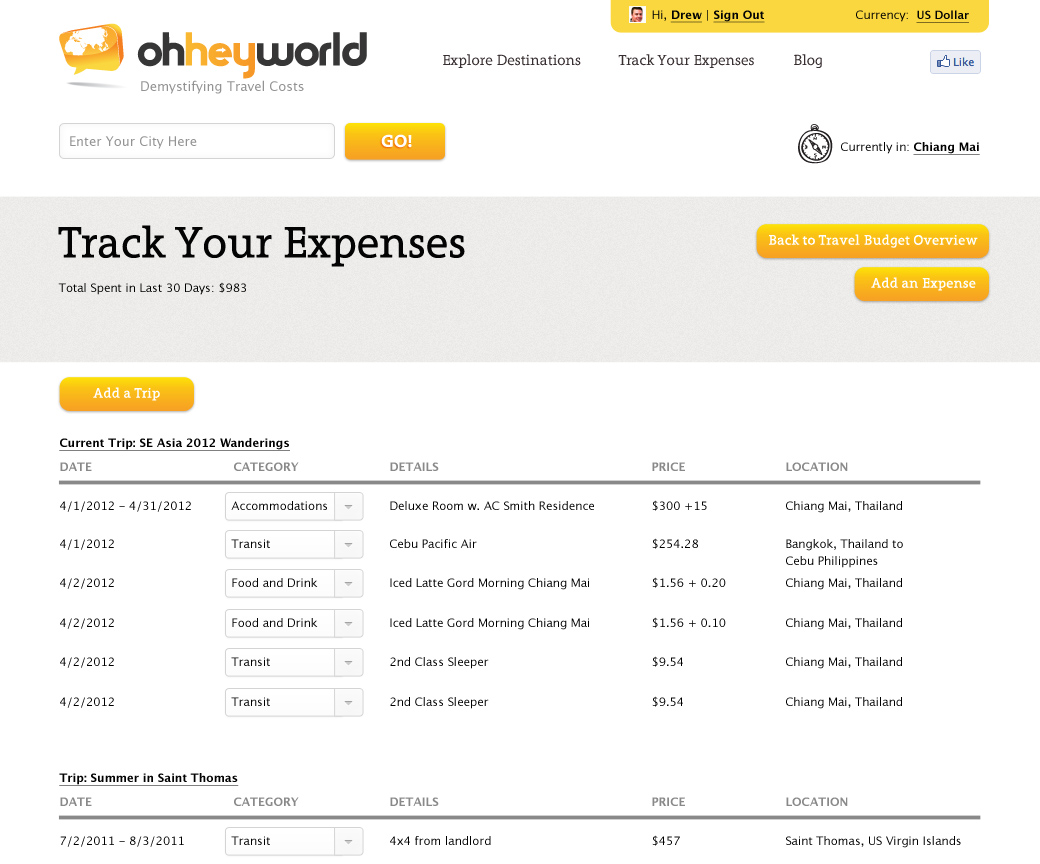 Hi, Drew | Sign Out
Currency: US Dollar
ohheyworld
Demystifying Travel Costs
Explore Destinations
Track Your Expenses
Blog
Like
Enter Your City Here
GO!
Currently in: Chiang Mai
Track Your Expenses
Total Spent in Last 30 Days: $983
Back to Travel Budget Overview
Add an Expense
Add a Trip
Current Trip: SE Asia 2012 Wanderings
DATE CATEGORY DETAILS PRICE LOCATION
4/1/2012 – 4/31/2012 Accommodations Deluxe Room w. AC Smith Residence $300 +15 Chiang Mai, Thailand
4/1/2012 Transit Cebu Pacific Air $254.28 Bangkok, Thailand to
Cebu Philippines
4/2/2012 Food and Drink Iced Latte Gord Morning Chiang Mai $1.56 + 0.20 Chiang Mai, Thailand
4/2/2012 Food and Drink Iced Latte Gord Morning Chiang Mai $1.56 + 0.10 Chiang Mai, Thailand
4/2/2012 Transit 2nd Class Sleeper $9.54 Chiang Mai, Thailand
4/2/2012 Transit 2nd Class Sleeper $9.54 Chiang Mai, Thailand
Trip: Summer in Saint Thomas
DATE CATEGORY DETAILS PRICE LOCATION
7/2/2011 – 8/3/2011 Transit 4x4 from landlord $457 Saint Thomas, US Virgin Islands